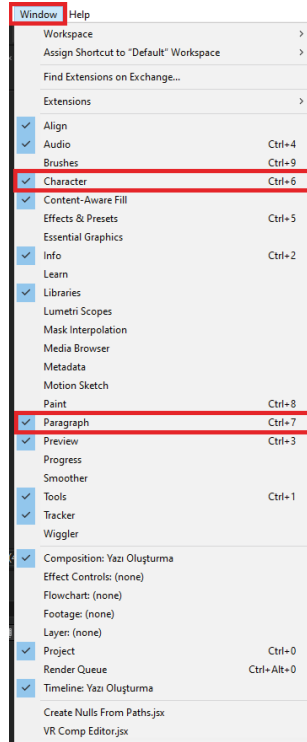 Window Help
Workspace >
Assign Shortcut to “Default” Workspace >
Find Extensions on Exchange...
Extensions >
Align
Audio Ctrl+4
Brushes Ctrl+9
Character Ctrl+6
Content-Aware Fill
Effects & Presets Ctrl+5
Essential Graphics
Info Ctrl+2
Learn
Libraries
Lumetri Scopes
Mask Interpolation
Media Browser
Metadata
Motion Sketch
Paint Ctrl+8
Paragraph Ctrl+7
Preview Ctrl+3
Progress
Smoother
Tools Ctrl+1
Tracker
Wiggler
Composition: Yazı Oluşturma
Effect Controls: (none)
Flowchart: (none)
Footage: (none)
Layer: (none)
Project Ctrl+0
Render Queue Ctrl+Alt+0
Timeline: Yazı Oluşturma
Create Nulls From Paths.jsx
VR Comp Editor.jsx